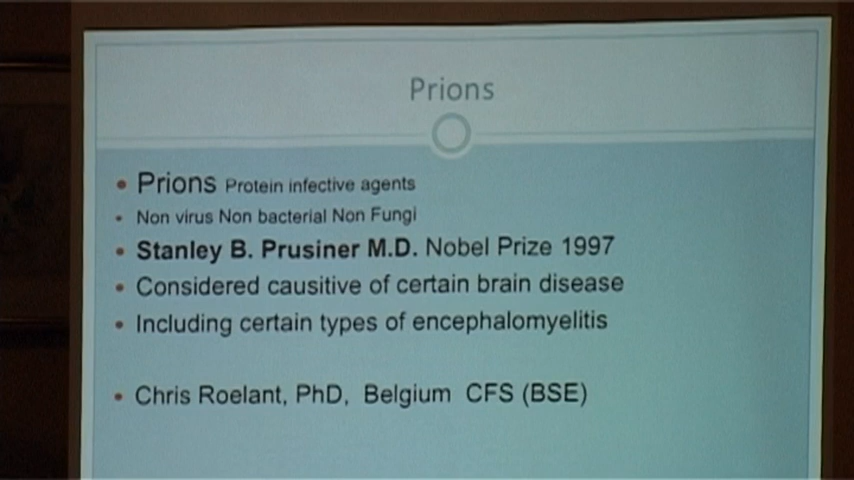 Prions
• Prions Protein infective agents
• Non virus Non bacterial Non Fungi
• Stanley B. Prusiner M.D. Nobel Prize 1997
• Considered causitive of certain brain disease
• Including certain types of encephalomyelitis
• Chris Roelant, PhD, Belgium CFS (BSE)